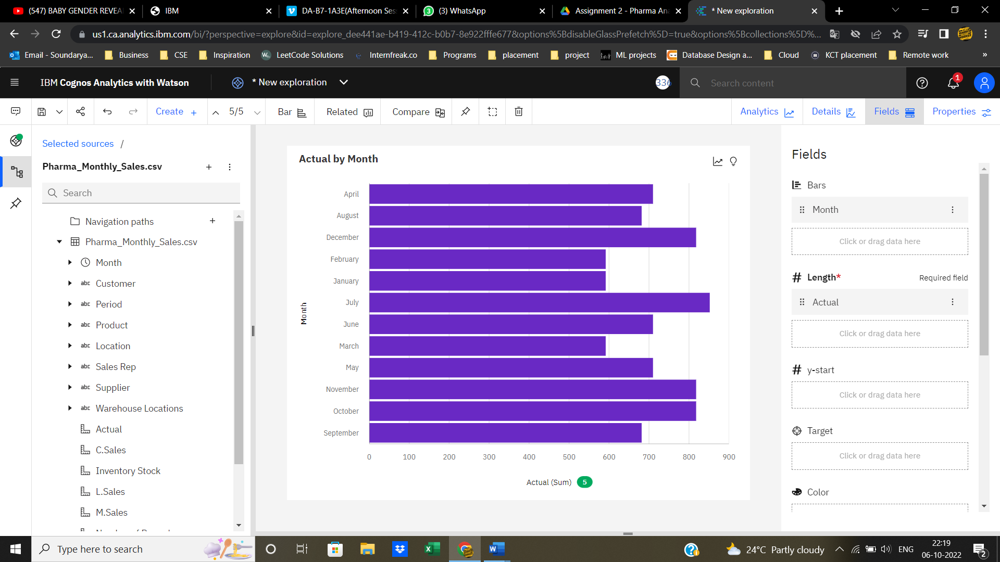 (547) BABY GENDER REVEA
IBM
DA-B7-1A3E(Afternoon Ses
(3) WhatsApp
Assignment 2 - Pharma Ana
* New exploration
us1.ca.analytics.ibm.com/bi/?perspective=explore&id=explore_dee441ae-b419-412c-b0b7-8e922fffe677&options%5BdisableGlassPrefetch%5D=true&options%5Bcollections%5D%...
Email - Soundarya...
Business
CSE
Inspiration
LeetCode Solutions
Internfreak.co
Programs
placement
project
ML projects
Database Design a...
Cloud
KCT placement
Remote work
»
IBM Cognos Analytics with Watson
* New exploration
336
Search content
1
Create +
5/5
Bar
Related
Compare
Analytics
Details
Fields
Properties
Selected sources /
Pharma_Monthly_Sales.csv
Search
Navigation paths
Pharma_Monthly_Sales.csv
Month
abc Customer
abc Period
abc Product
abc Location
abc Sales Rep
abc Supplier
abc Warehouse Locations
Actual
C.Sales
Inventory Stock
L.Sales
M.Sales
Actual by Month
Month
April
August
December
February
January
July
June
March
May
November
October
September
0 100 200 300 400 500 600 700 800 900
Actual (Sum) 5
Fields
Bars
Month
Click or drag data here
# Length* Required field
Actual
Click or drag data here
# y-start
Click or drag data here
Target
Click or drag data here
Color
Type here to search
24°C Partly cloudy
ENG
22:19
06-10-2022
2